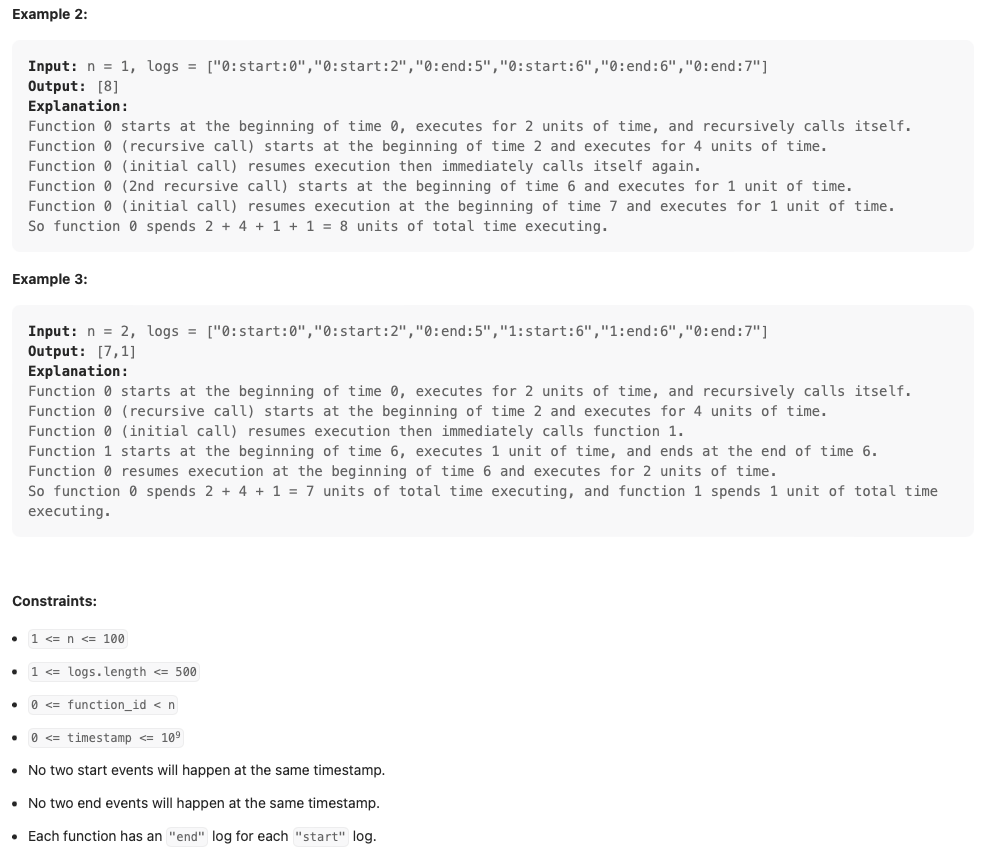 Example 2:
Input: n = 1, logs = ["0:start:0","0:start:2","0:end:5","0:start:6","0:end:6","0:end:7"]
Output: [8]
Explanation:
Function 0 starts at the beginning of time 0, executes for 2 units of time, and recursively calls itself.
Function 0 (recursive call) starts at the beginning of time 2 and executes for 4 units of time.
Function 0 (initial call) resumes execution then immediately calls itself again.
Function 0 (2nd recursive call) starts at the beginning of time 6 and executes for 1 unit of time.
Function 0 (initial call) resumes execution at the beginning of time 7 and executes for 1 unit of time.
So function 0 spends 2 + 4 + 1 + 1 = 8 units of total time executing.
Example 3:
Input: n = 2, logs = ["0:start:0","0:start:2","0:end:5","1:start:6","1:end:6","0:end:7"]
Output: [7,1]
Explanation:
Function 0 starts at the beginning of time 0, executes for 2 units of time, and recursively calls itself.
Function 0 (recursive call) starts at the beginning of time 2 and executes for 4 units of time.
Function 0 (initial call) resumes execution then immediately calls function 1.
Function 1 starts at the beginning of time 6, executes 1 unit of time, and ends at the end of time 6.
Function 0 resumes execution at the beginning of time 6 and executes for 2 units of time.
So function 0 spends 2 + 4 + 1 = 7 units of total time executing, and function 1 spends 1 unit of total time
executing.
Constraints:
• 1 <= n <= 100
• 1 <= logs.length <= 500
• 0 <= function_id < n
• 0 <= timestamp <= 10⁹
• No two start events will happen at the same timestamp.
• No two end events will happen at the same timestamp.
• Each function has an "end" log for each "start" log.